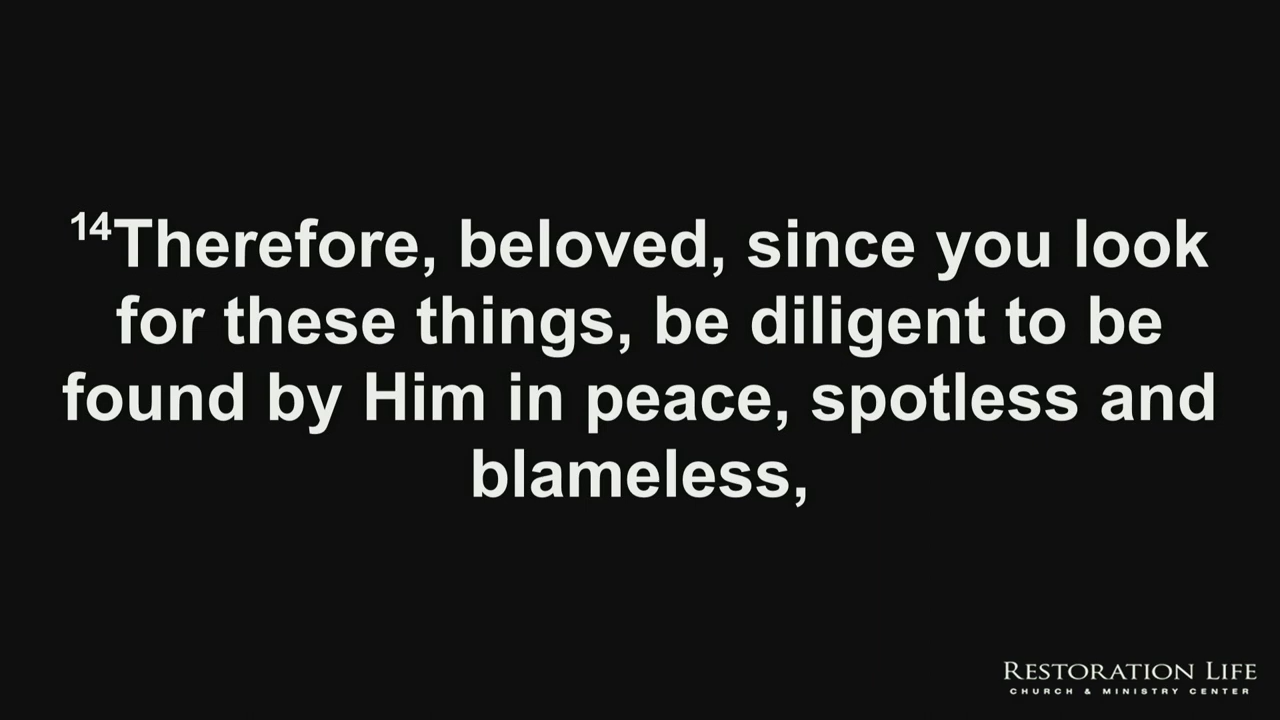 ¹⁴Therefore, beloved, since you look
for these things, be diligent to be
found by Him in peace, spotless and
blameless,
RESTORATION LIFE
CHURCH & MINISTRY CENTER